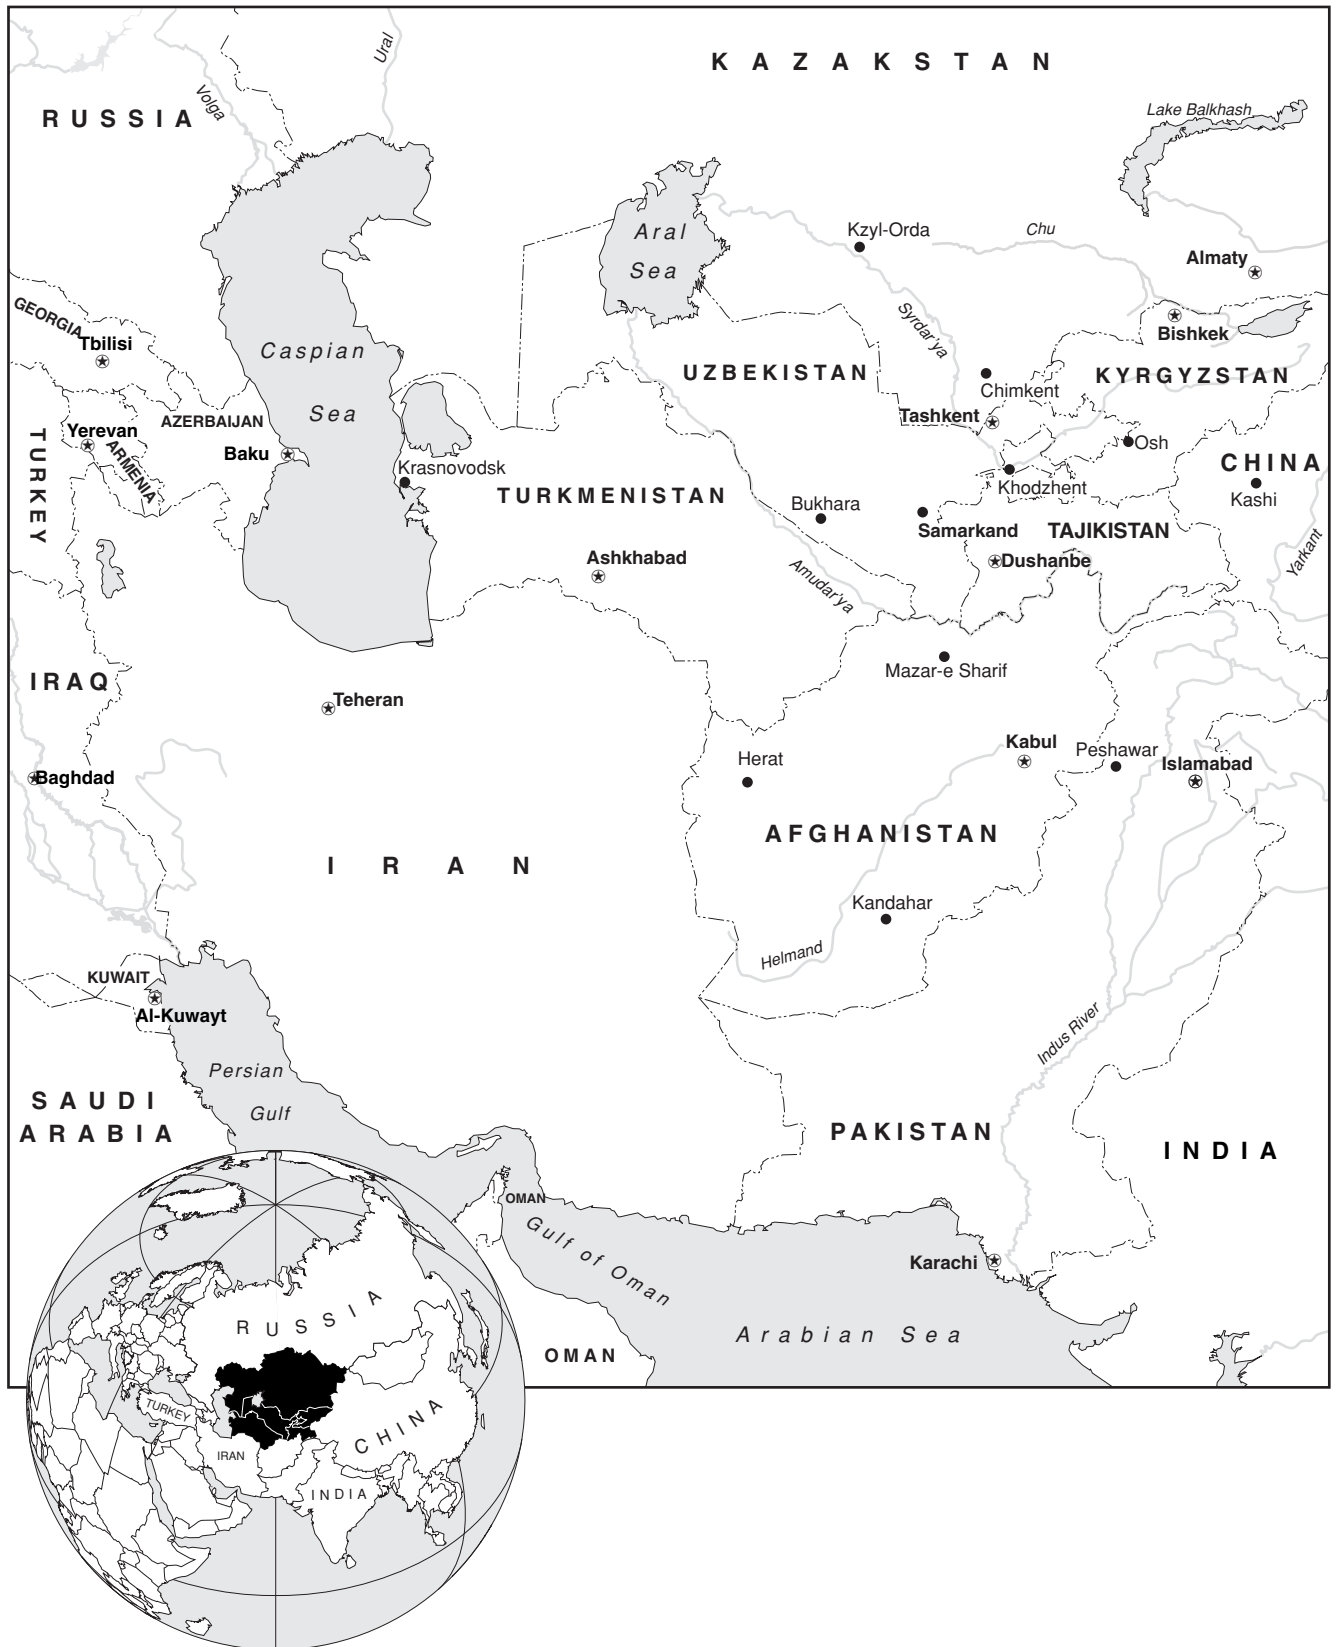 KAZAKSTAN
Ural
Volga
RUSSIA
Lake Balkhash
Aral
Sea
Kzyl-Orda
Chu
Almaty
GEORGIA
Tbilisi
Caspian
Sea
Syrdar'ya
Bishkek
UZBEKISTAN
KYRGYZSTAN
Chimkent
AZERBAIJAN
Tashkent
Yerevan
ARMENIA
TURKEY
Baku
Osh
CHINA
Krasnovodsk
Khodzhent
Kashi
TURKMENISTAN
Bukhara
Samarkand
TAJIKISTAN
Ashkhabad
Dushanbe
Yarkant
Amudar'ya
IRAQ
Mazar-e Sharif
Teheran
Kabul
Peshawar
Herat
Islamabad
Baghdad
AFGHANISTAN
IRAN
Kandahar
Helmand
KUWAIT
Al-Kuwayt
Indus River
Persian
Gulf
SAUDI
ARABIA
PAKISTAN
INDIA
OMAN
Gulf of Oman
Karachi
Arabian Sea
OMAN
RUSSIA
TURKEY
CHINA
IRAN
INDIA